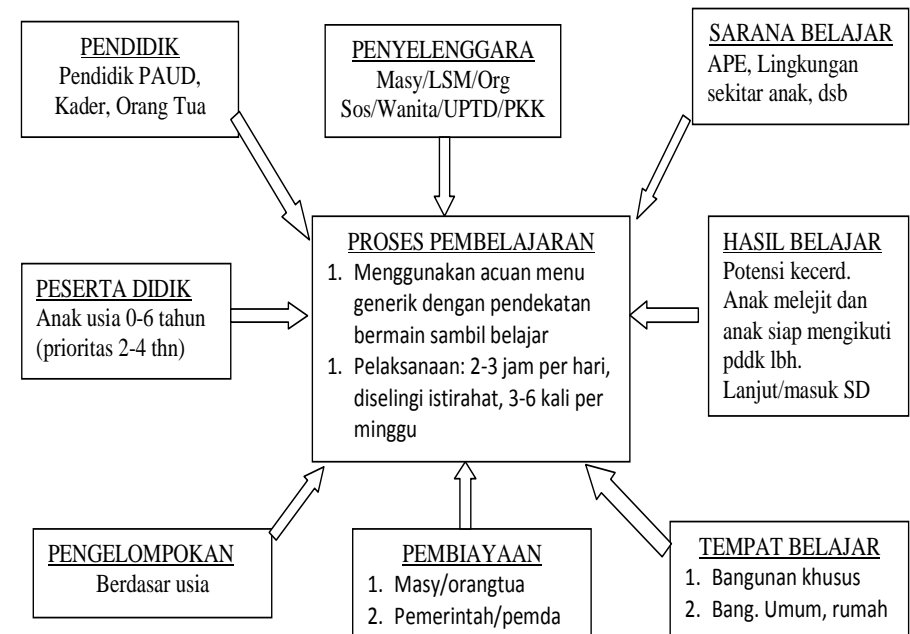 PENDIDIK
Pendidik PAUD,
Kader, Orang Tua
PENYELENGGARA
Masy/LSM/Org
Sos/Wanita/UPTD/PKK
SARANA BELAJAR
APE, Lingkungan
sekitar anak, dsb
PESERTA DIDIK
Anak usia 0-6 tahun
(prioritas 2-4 thn)
PROSES PEMBELAJARAN
1. Menggunakan acuan menu
generik dengan pendekatan
bermain sambil belajar
1. Pelaksanaan: 2-3 jam per hari,
diselingi istirahat, 3-6 kali per
minggu
HASIL BELAJAR
Potensi kecerd.
Anak melejit dan
anak siap mengikuti
pddk lbh.
Lanjut/masuk SD
PENGELOMPOKAN
Berdasar usia
PEMBIAYAAN
1. Masy/orangtua
2. Pemerintah/pemda
TEMPAT BELAJAR
1. Bangunan khusus
2. Bang. Umum, rumah